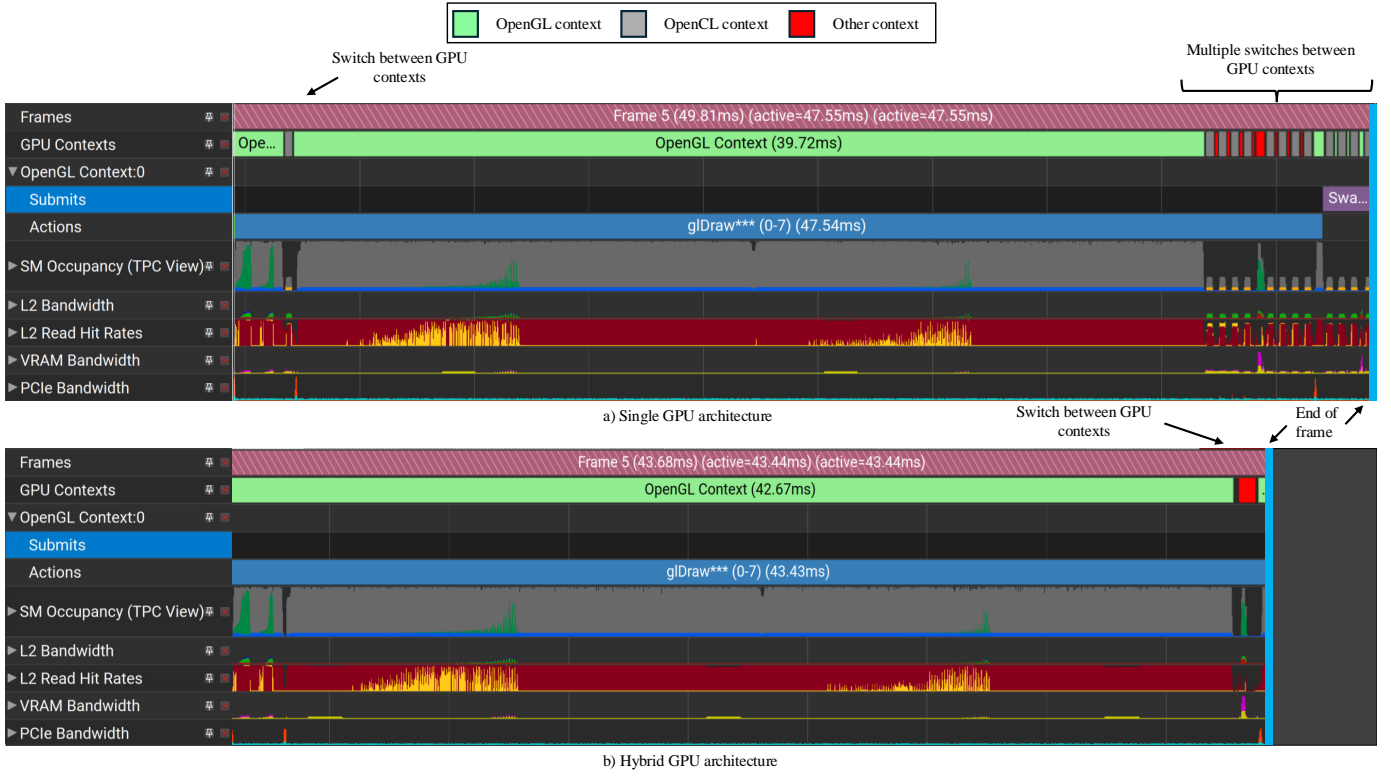 OpenGL context OpenCL context Other context
Switch between GPU
contexts
Multiple switches between
GPU contexts
Frames Frame 5 (49.81ms) (active=47.55ms) (active=47.55ms)
GPU Contexts Ope... OpenGL Context (39.72ms)
OpenGL Context:0
Submits Swa...
Actions glDraw*** (0-7) (47.54ms)
SM Occupancy (TPC View)
L2 Bandwidth
L2 Read Hit Rates
VRAM Bandwidth
PCIe Bandwidth
a) Single GPU architecture
Switch between GPU
contexts
End of
frame
Frames Frame 5 (43.68ms) (active=43.44ms) (active=43.44ms)
GPU Contexts OpenGL Context (42.67ms)
OpenGL Context:0
Submits
Actions glDraw*** (0-7) (43.43ms)
SM Occupancy (TPC View)
L2 Bandwidth
L2 Read Hit Rates
VRAM Bandwidth
PCIe Bandwidth
b) Hybrid GPU architecture